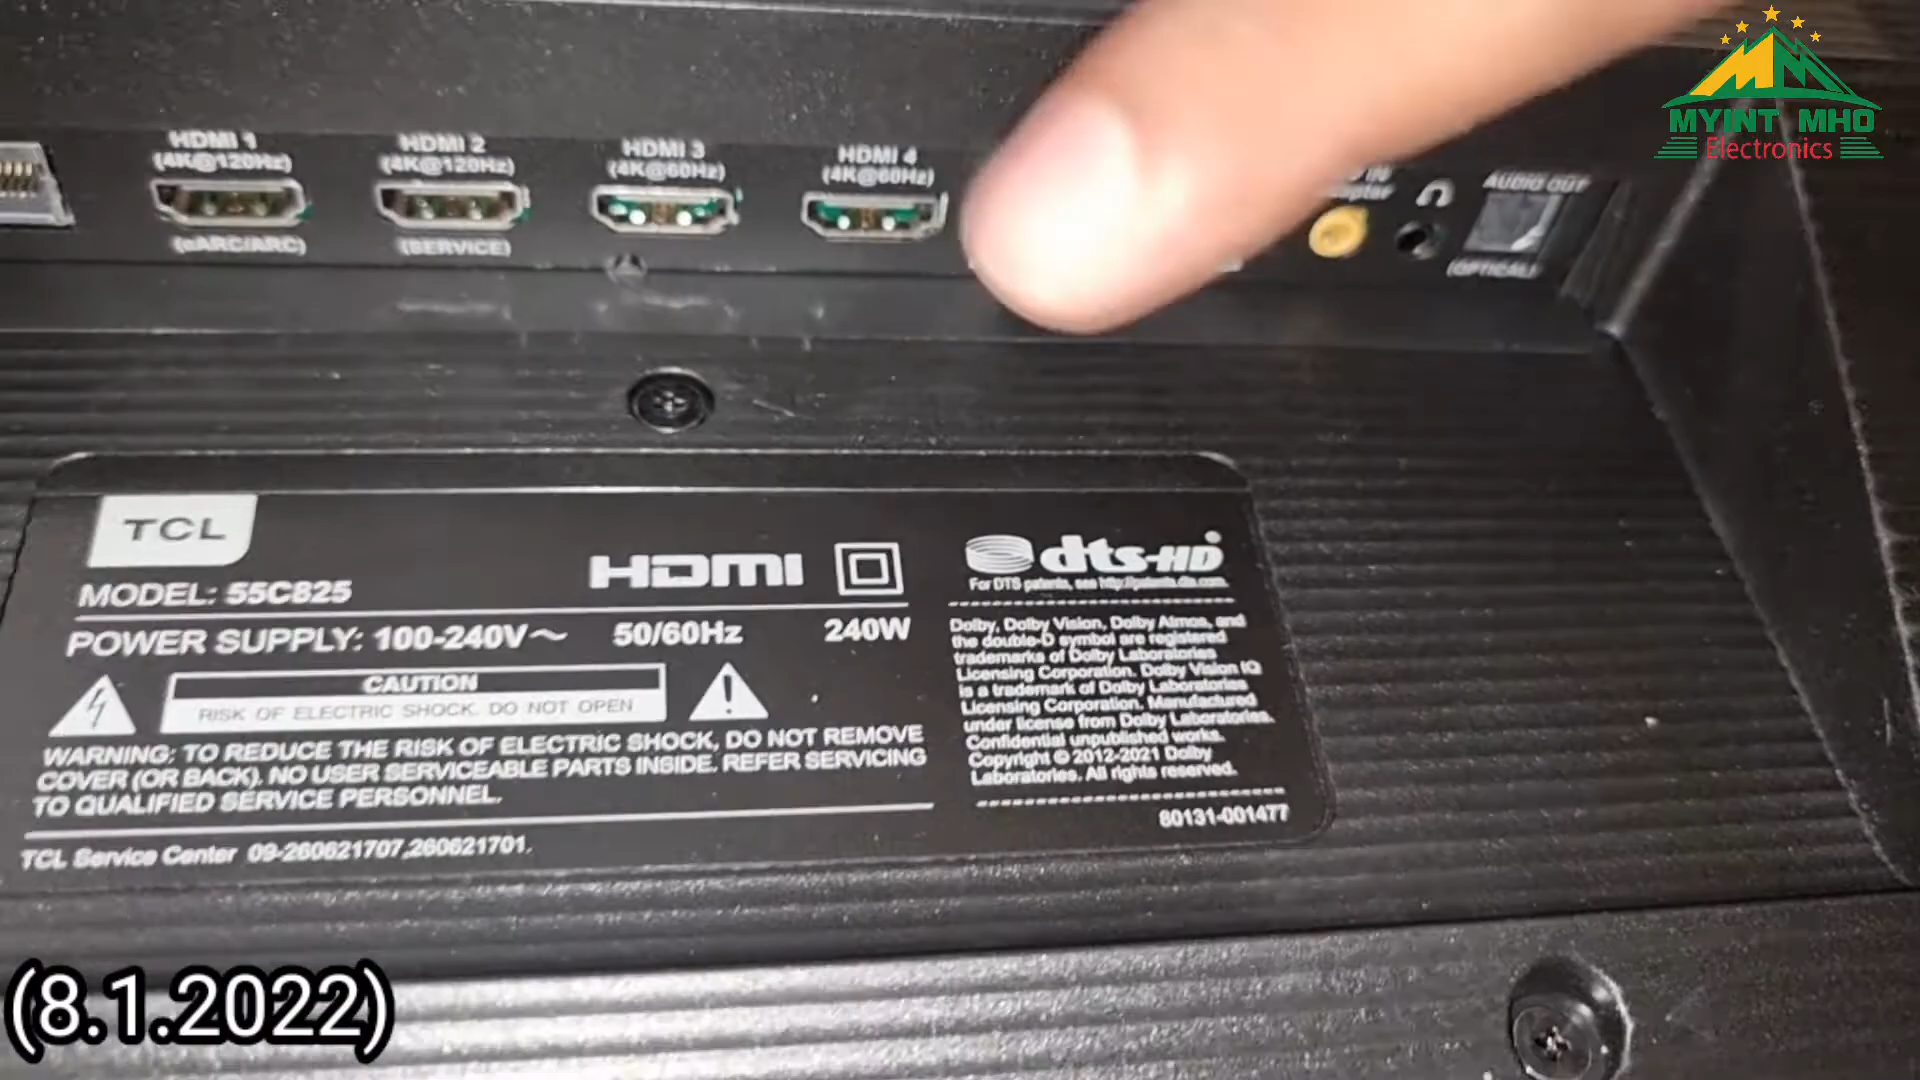 MYINT MHO
Electronics
HDMI 1
(4K@120Hz)
(eARC/ARC)
HDMI 2
(4K@120Hz)
(SERVICE)
HDMI 3
(4K@60Hz)
HDMI 4
(4K@60Hz)
IN
AUDIO OUT
(OPTICAL)
TCL
MODEL: 55C825
HDMI
POWER SUPPLY: 100-240V～ 50/60Hz 240W
CAUTION
RISK OF ELECTRIC SHOCK. DO NOT OPEN
WARNING: TO REDUCE THE RISK OF ELECTRIC SHOCK, DO NOT REMOVE
COVER (OR BACK). NO USER SERVICEABLE PARTS INSIDE. REFER SERVICING
TO QUALIFIED SERVICE PERSONNEL.
TCL Service Center 09-260621707,260621701.
dts-HD
For DTS patents, see http://patents.dts.com.
Dolby, Dolby Vision, Dolby Atmos, and
the double-D symbol are registered
trademarks of Dolby Laboratories
Licensing Corporation. Dolby Vision IQ
is a trademark of Dolby Laboratories
Licensing Corporation. Manufactured
under license from Dolby Laboratories.
Confidential unpublished works.
Copyright © 2012-2021 Dolby
Laboratories. All rights reserved.
80131-001477
(8.1.2022)